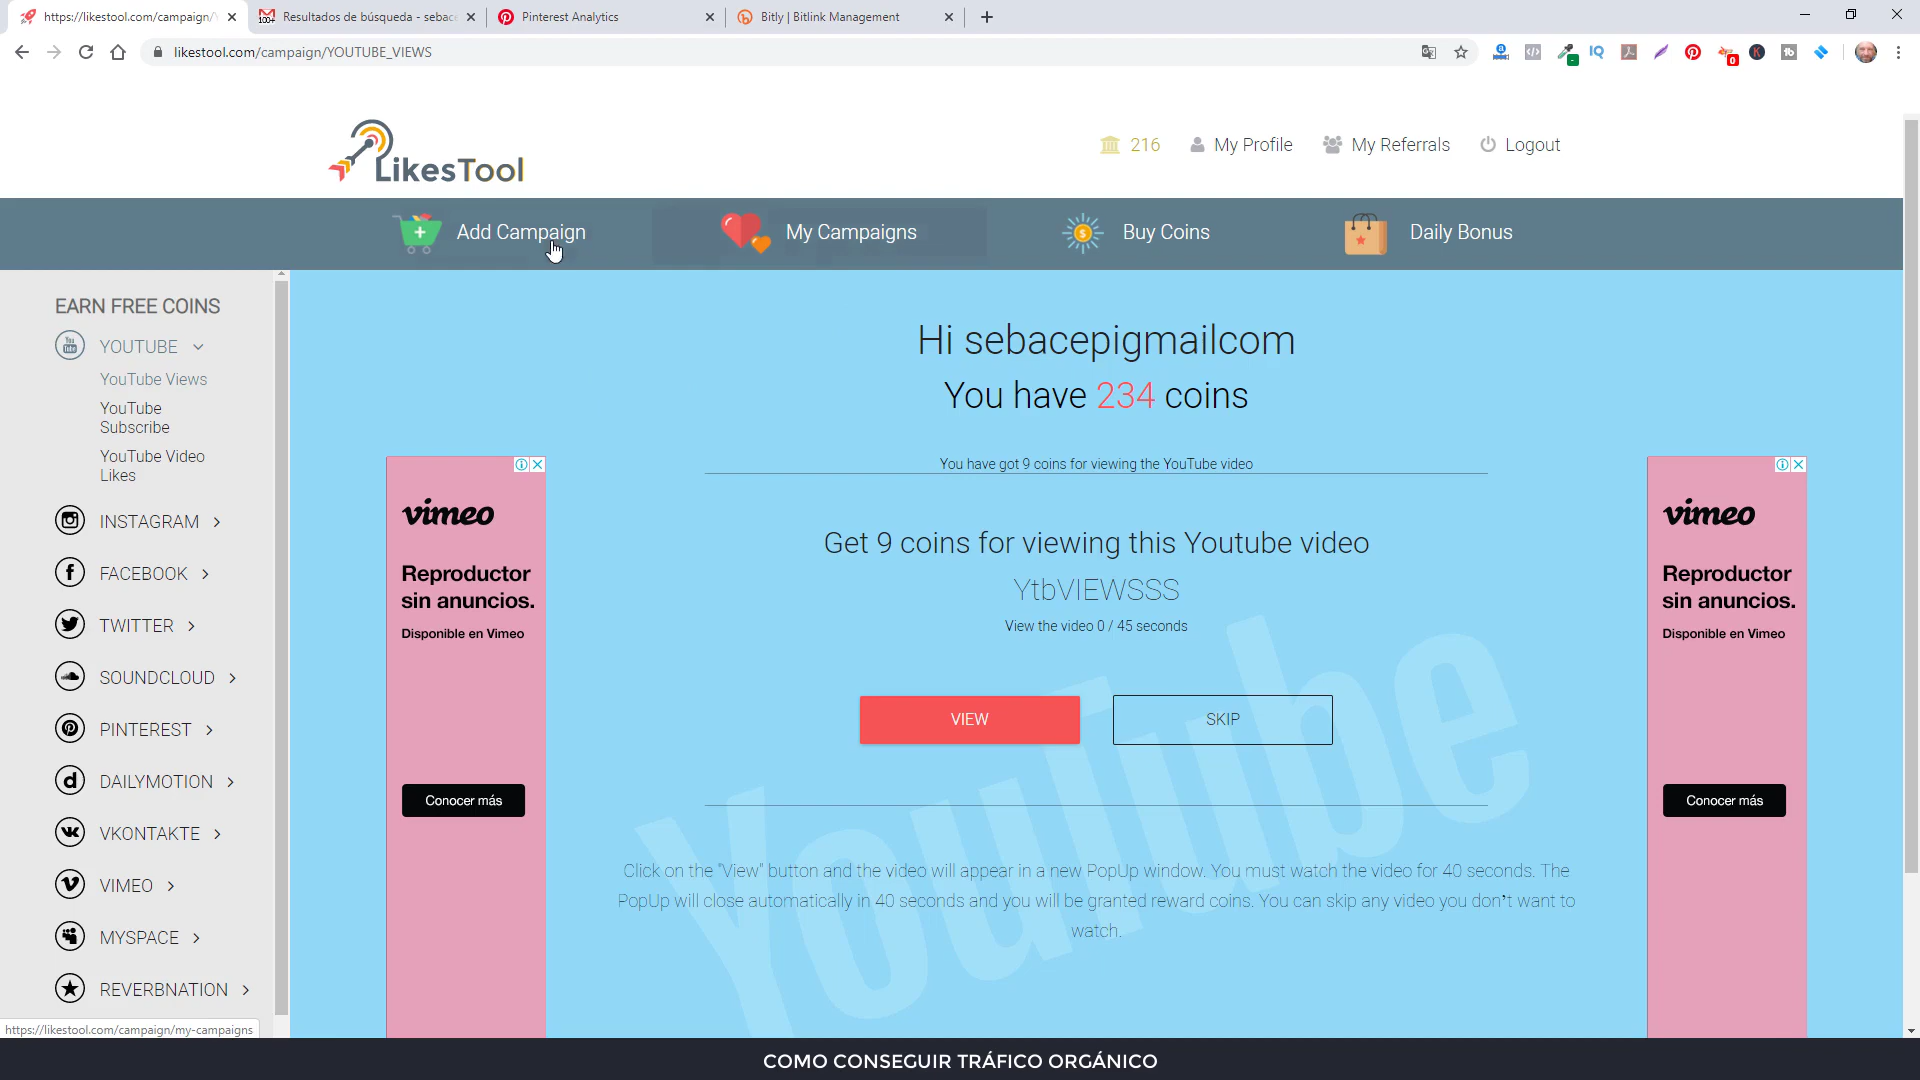 https://likestool.com/campaign/Y
Resultados de búsqueda - sebace
Pinterest Analytics
Bitly | Bitlink Management
likestool.com/campaign/YOUTUBE_VIEWS
LikesTool
216
My Profile
My Referrals
Logout
Add Campaign
My Campaigns
Buy Coins
Daily Bonus
EARN FREE COINS
YOUTUBE
YouTube Views
YouTube
Subscribe
YouTube Video
Likes
INSTAGRAM
FACEBOOK
TWITTER
SOUNDCLOUD
PINTEREST
DAILYMOTION
VKONTAKTE
VIMEO
MYSPACE
REVERBNATION
https://likestool.com/campaign/my-campaigns
Hi sebacepigmailcom
You have 234 coins
You have got 9 coins for viewing the YouTube video
Get 9 coins for viewing this Youtube video
YtbVIEWSSS
View the video 0 / 45 seconds
VIEW
SKIP
YouTube
Click on the "View" button and the video will appear in a new PopUp window. You must watch the video for 40 seconds. The
PopUp will close automatically in 40 seconds and you will be granted reward coins. You can skip any video you don't want to
watch.
vimeo
Reproductor
sin anuncios.
Disponible en Vimeo
Conocer más
vimeo
Reproductor
sin anuncios.
Disponible en Vimeo
Conocer más
COMO CONSEGUIR TRÁFICO ORGÁNICO